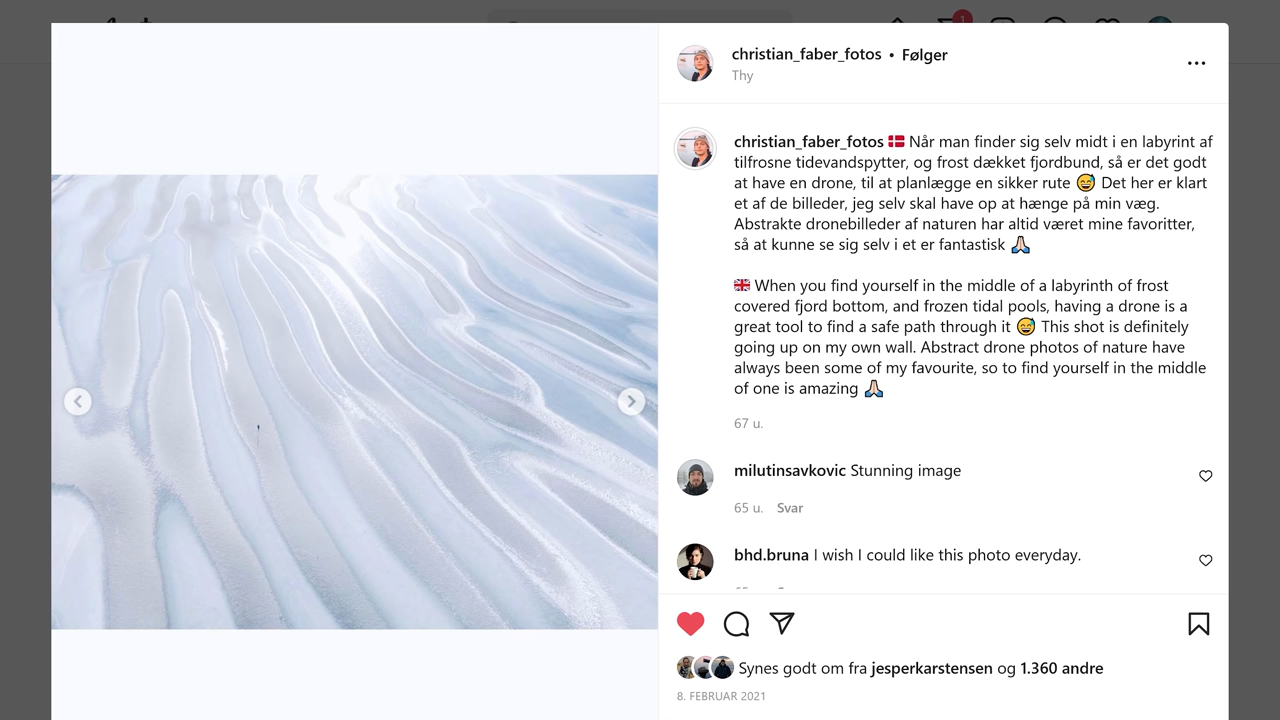 1
christian_faber_fotos • Følger
Thy
christian_faber_fotos 🇩🇰 Når man finder sig selv midt i en labyrint af
tilfrosne tidevandspytter, og frost dækket fjordbund, så er det godt
at have en drone, til at planlægge en sikker rute 😅 Det her er klart
et af de billeder, jeg selv skal have op at hænge på min væg.
Abstrakte dronebilleder af naturen har altid været mine favoritter,
så at kunne se sig selv i et er fantastisk 🙏🏻
🇬🇧 When you find yourself in the middle of a labyrinth of frost
covered fjord bottom, and frozen tidal pools, having a drone is a
great tool to find a safe path through it 😅 This shot is definitely
going up on my own wall. Abstract drone photos of nature have
always been some of my favourite, so to find yourself in the middle
of one is amazing 🙏🏻
67 u.
milutinsavkovic Stunning image
65 u. Svar
bhd.bruna I wish I could like this photo everyday.
Synes godt om fra jesperkarstensen og 1.360 andre
8. FEBRUAR 2021